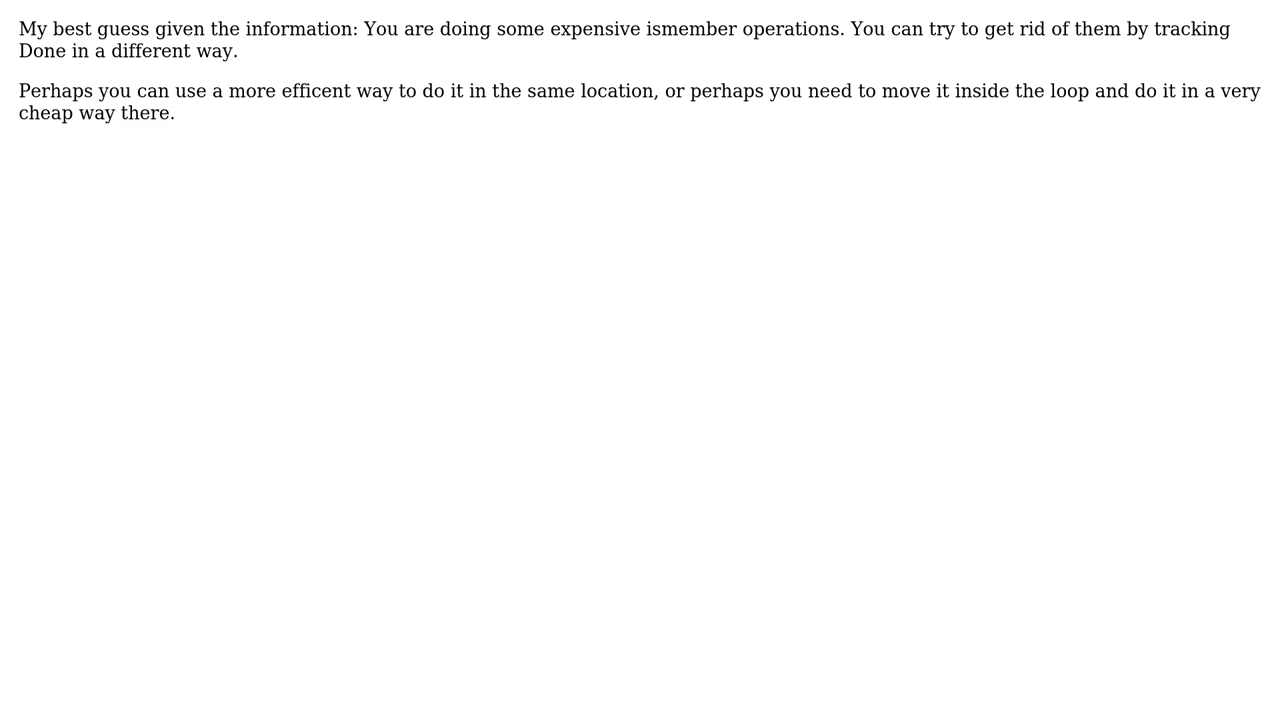 My best guess given the information: You are doing some expensive ismember operations. You can try to get rid of them by tracking
Done in a different way.
Perhaps you can use a more efficent way to do it in the same location, or perhaps you need to move it inside the loop and do it in a very
cheap way there.